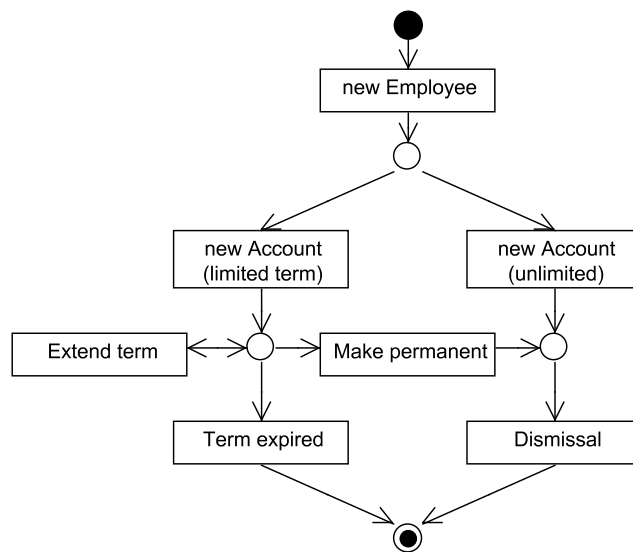 new Employee
new Account
(limited term)
new Account
(unlimited)
Extend term
Make permanent
Term expired
Dismissal